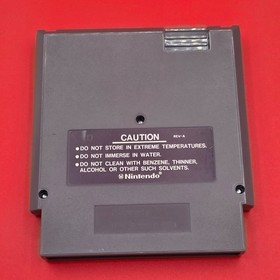 CAUTION REV-A
● DO NOT STORE IN EXTREME TEMPERATURES.
● DO NOT IMMERSE IN WATER.
● DO NOT CLEAN WITH BENZENE, THINNER,
ALCOHOL OR OTHER SUCH SOLVENTS.
®Nintendo®